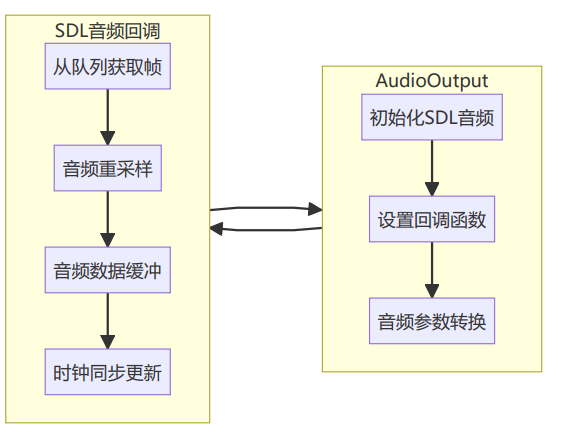 SDL音频回调
从队列获取帧
音频重采样
音频数据缓冲
时钟同步更新
AudioOutput
初始化SDL音频
设置回调函数
音频参数转换